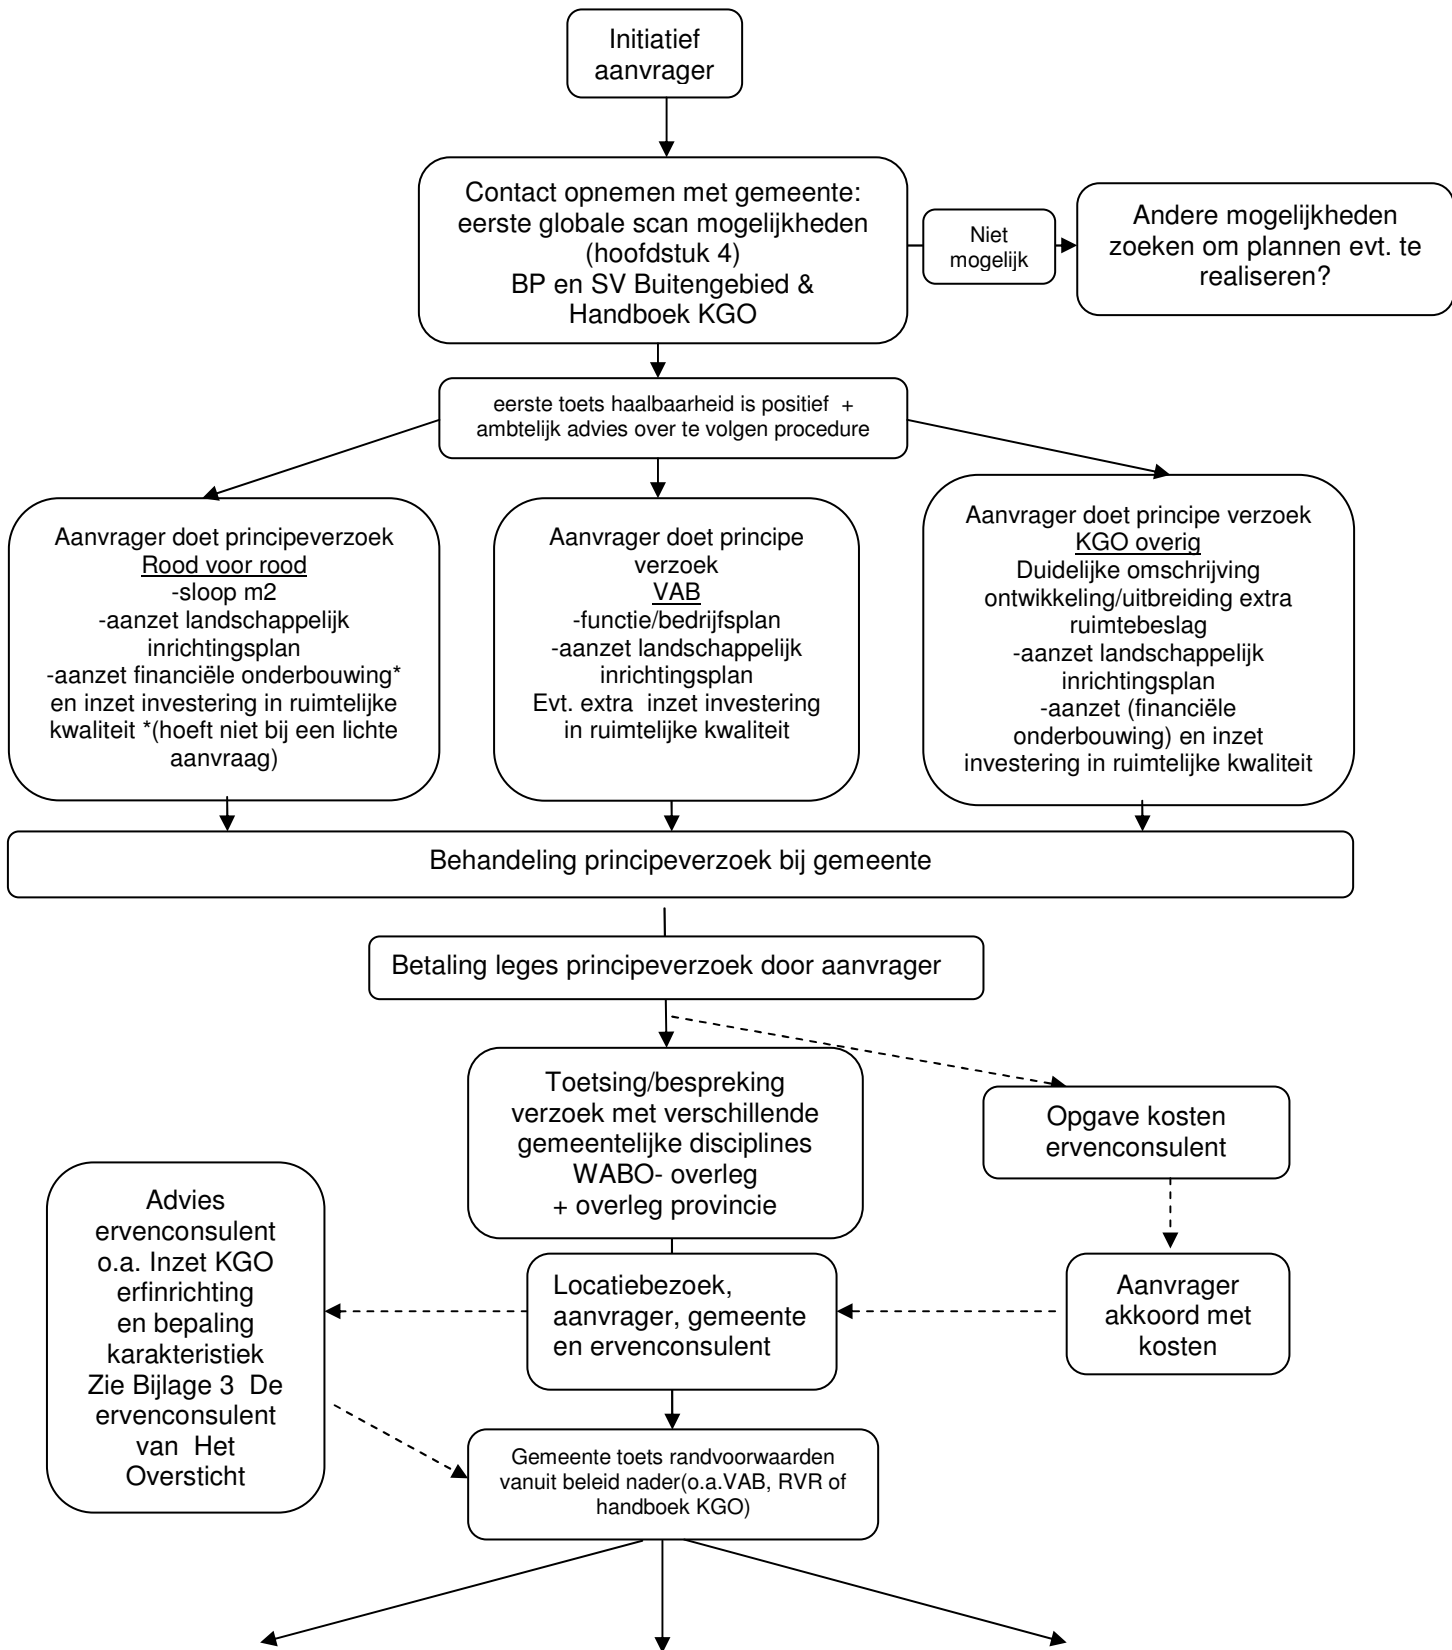 Initiatief
aanvrager
Contact opnemen met gemeente:
eerste globale scan mogelijkheden
(hoofdstuk 4)
BP en SV Buitengebied &
Handboek KGO
Niet
mogelijk
Andere mogelijkheden
zoeken om plannen evt. te
realiseren?
eerste toets haalbaarheid is positief +
ambtelijk advies over te volgen procedure
Aanvrager doet principeverzoek
Rood voor rood
-sloop m2
-aanzet landschappelijk
inrichtingsplan
-aanzet financiële onderbouwing*
en inzet investering in ruimtelijke
kwaliteit *(hoeft niet bij een lichte
aanvraag)
Aanvrager doet principe
verzoek
VAB
-functie/bedrijfsplan
-aanzet landschappelijk
inrichtingsplan
Evt. extra inzet investering
in ruimtelijke kwaliteit
Aanvrager doet principe verzoek
KGO overig
Duidelijke omschrijving
ontwikkeling/uitbreiding extra
ruimtebeslag
-aanzet landschappelijk
inrichtingsplan
-aanzet (financiële
onderbouwing) en inzet
investering in ruimtelijke kwaliteit
Behandeling principeverzoek bij gemeente
Betaling leges principeverzoek door aanvrager
Toetsing/bespreking
verzoek met verschillende
gemeentelijke disciplines
WABO- overleg
+ overleg provincie
Opgave kosten
ervenconsulent
Advies
ervenconsulent
o.a. Inzet KGO
erfinrichting
en bepaling
karakteristiek
Zie Bijlage 3 De
ervenconsulent
van Het
Oversticht
Locatiebezoek,
aanvrager, gemeente
en ervenconsulent
Aanvrager
akkoord met
kosten
Gemeente toets randvoorwaarden
vanuit beleid nader(o.a.VAB, RVR of
handboek KGO)